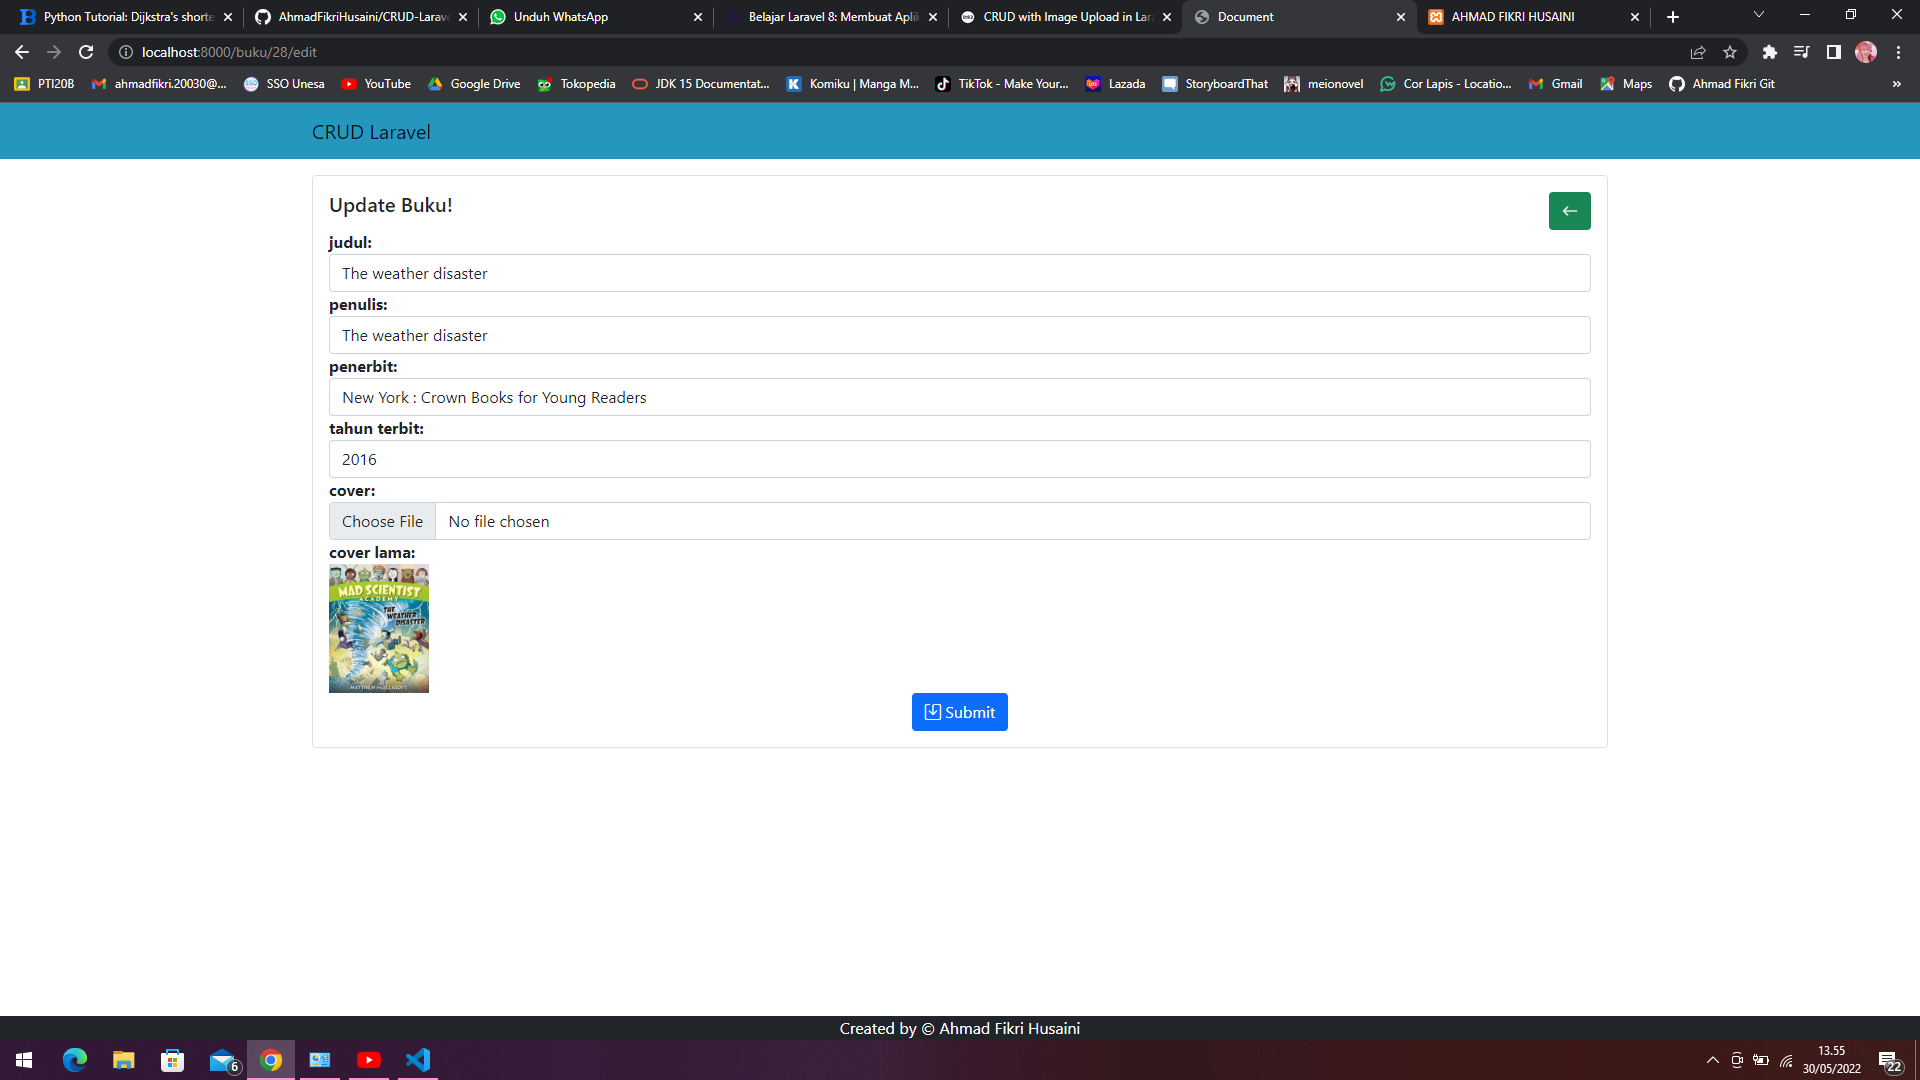 Python Tutorial: Dijkstra's shorte
AhmadFikriHusaini/CRUD-Larave
Unduh WhatsApp
Belajar Laravel 8: Membuat Aplik
CRUD with Image Upload in Lar
Document
AHMAD FIKRI HUSAINI
localhost:8000/buku/28/edit
PTI20B
ahmadfikri.20030@...
SSO Unesa
YouTube
Google Drive
Tokopedia
JDK 15 Documentat...
Komiku | Manga M...
TikTok - Make Your...
Lazada
StoryboardThat
meionovel
Cor Lapis - Locatio...
Gmail
Maps
Ahmad Fikri Git
»
CRUD Laravel
Update Buku!
judul:
The weather disaster
penulis:
The weather disaster
penerbit:
New York : Crown Books for Young Readers
tahun terbit:
2016
cover:
Choose File No file chosen
cover lama:
MAD SCIENTIST
ACADEMY
THE
WEATHER
DISASTER
Submit
Created by © Ahmad Fikri Husaini
6
13.55
30/05/2022
22